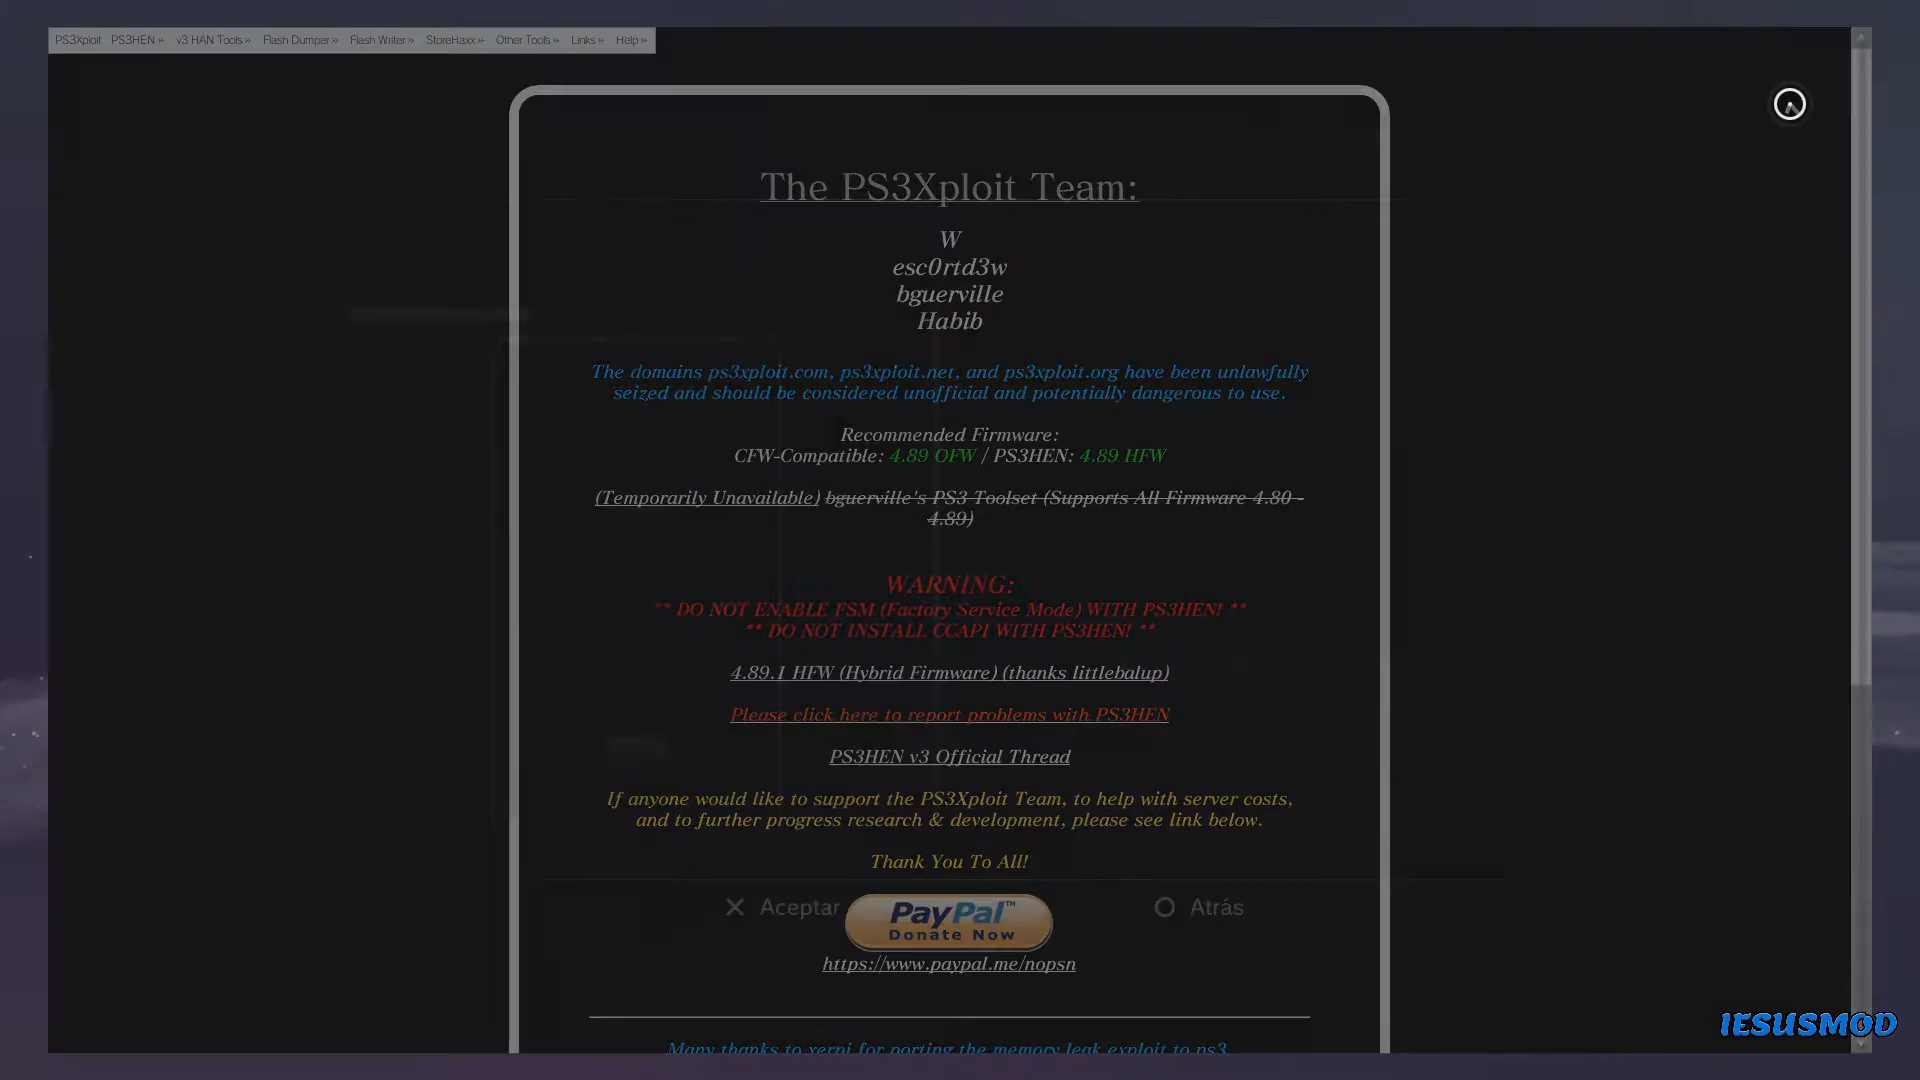 PS3Xploit PS3HEN » v3 HAN Tools » Flash Dumper » Flash Writer » StoreHaxx » Other Tools » Links » Help »
The PS3Xploit Team:
W
esc0rtd3w
bguerville
Habib
The domains ps3xploit.com, ps3xploit.net, and ps3xploit.org have been unlawfully
seized and should be considered unofficial and potentially dangerous to use.
Recommended Firmware:
CFW-Compatible: 4.89 OFW / PS3HEN: 4.89 HFW
(Temporarily Unavailable) bguerville's PS3 Toolset (Supports All Firmware 4.80 -
4.89)
WARNING:
** DO NOT ENABLE FSM (Factory Service Mode) WITH PS3HEN! **
** DO NOT INSTALL CCAPI WITH PS3HEN! **
4.89.1 HFW (Hybrid Firmware) (thanks littlebalup)
Please click here to report problems with PS3HEN
PS3HEN v3 Official Thread
If anyone would like to support the PS3Xploit Team, to help with server costs,
and to further progress research & development, please see link below.
Thank You To All!
Aceptar
PayPal™
Donate Now
Atrás
https://www.paypal.me/nopsn
Many thanks to xerpi for porting the memory leak exploit to ps3
IESUSMOD